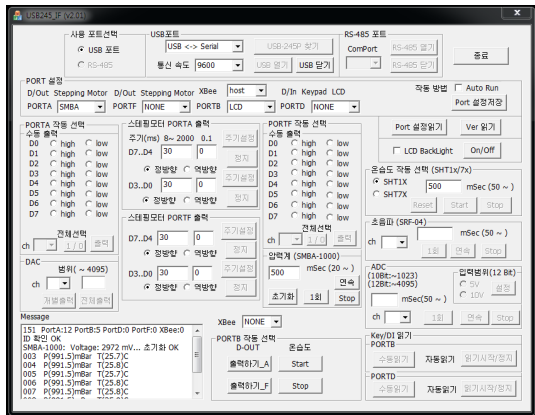 USB245_IF (v2.01)
사용 포트선택
USB 포트
RS-485
USB포트
USB <-> Serial
USB-245P 찾기
통신 속도 9600 USB 열기 USB 닫기
RS-485 포트
ComPort RS-485 열기
RS-485 닫기
종료
PORT 설정
D/Out Stepping Motor D/Out Stepping Motor XBee host D/In Keypad LCD
PORTA SMBA PORTF NONE PORTB LCD PORTD NONE
작동 방법 Auto Run
Port 설정저장
PORTA 작동 선택
수동 출력
D0 high low
D1 high low
D2 high low
D3 high low
D4 high low
D5 high low
D6 high low
D7 high low
전체선택
ch 1 / 0 출력
DAC
범위( ~ 4095)
ch
개별출력 전체출력
스테핑모터 PORTA 출력
주기(ms) 8~ 2000 0.1 주기설정
D7..D4 30 0 정지
정방향 역방향
D3..D0 30 0 주기설정
정방향 역방향 정지
스테핑모터 PORTF 출력
주기설정
D7..D4 30 0
정방향 역방향 정지
D3..D0 30 0 주기설정
정방향 역방향 정지
PORTF 작동 선택
수동 출력
D0 high low
D1 high low
D2 high low
D3 high low
D4 high low
D5 high low
D6 high low
D7 high low
전체선택
ch 1 / 0 출력
압력계 (SMBA-1000)
500 mSec (20 ~ )
연속
초기화 1회 Stop
Port 설정읽기 Ver 읽기
LCD BackLight On/Off
온습도 작동 선택 (SHT1x/7x)
SHT1X
SHT7X
500 mSec (50 ~ )
Reset Start Stop
초음파 (SRF-04)
mSec (50 ~ )
ch 1회 연속 Stop
ADC
(10Bit:~1023)
(12Bit:~4095)
입력범위(12 Bit)
5V
10V
설정
mSec(50 ~ )
ch 1회 연속 Stop
Message
151 PortA:12 PortB:5 PortD:0 PortF:0 XBee:0
ID 확인 OK
SMBA-1000: Voltage: 2972 mV... 초기화 OK
003 P(991.5)mBar T(25.7)C
004 P(991.5)mBar T(25.8)C
005 P(991.5)mBar T(25.8)C
006 P(991.5)mBar T(25.8)C
007 P(991.5)mBar T(25.8)C
XBee NONE
PORTB 작동 선택
D-OUT 온습도
출력하기_A Start
출력하기_F Stop
Key/DI 읽기
PORTB
수동읽기 자동읽기 읽기시작/정지
PORTD
수동읽기 자동읽기 읽기시작/정지